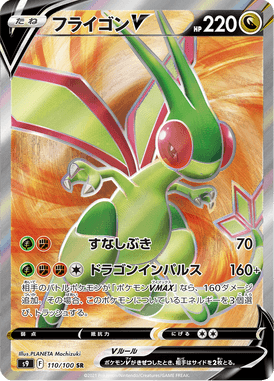 たね フライゴンV HP220
すなしぶき 70
ドラゴンインパルス 160+
相手のバトルポケモンが「ポケモンVMAX」なら、160ダメージ
追加。その場合、このポケモンについているエネルギーを3個選
び、トラッシュする。
弱点 抵抗力 にげる
Vルール
ポケモンVがきぜつしたとき、相手はサイドを2枚とる。
Illus. PLANETA Mochizuki
S9 F 110/100 SR